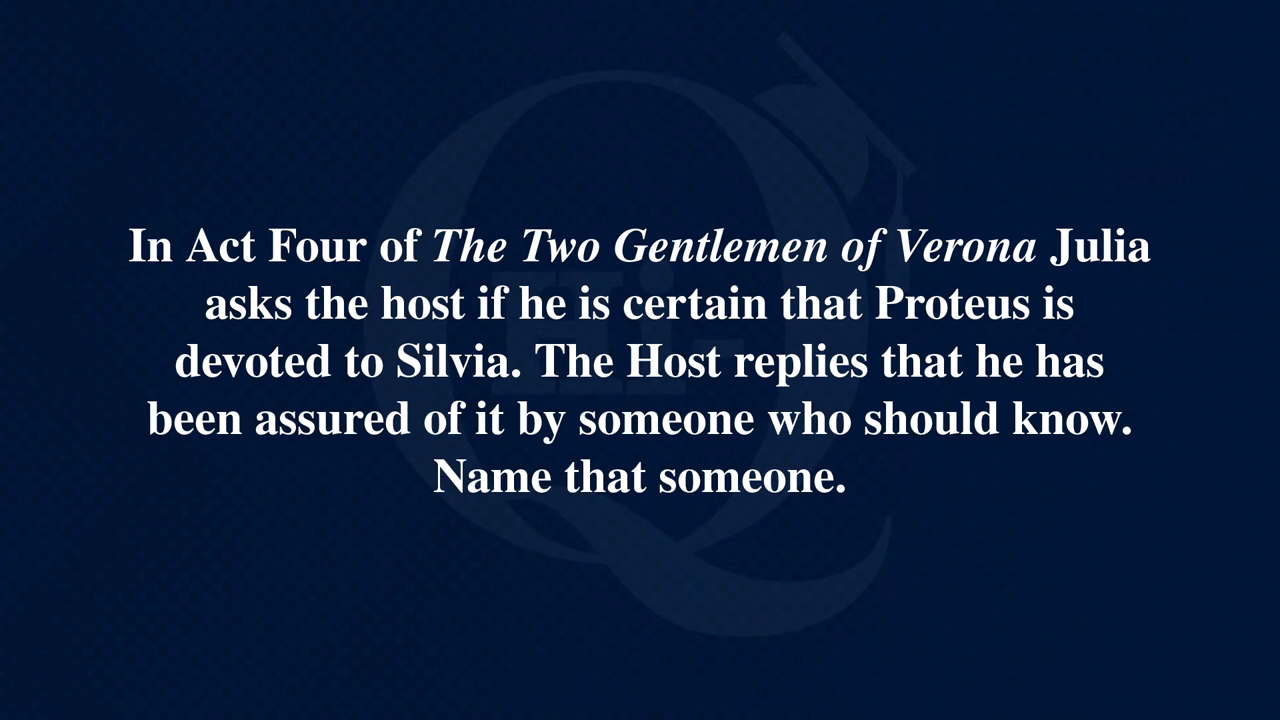 In Act Four of The Two Gentlemen of Verona Julia
asks the host if he is certain that Proteus is
devoted to Silvia. The Host replies that he has
been assured of it by someone who should know.
Name that someone.